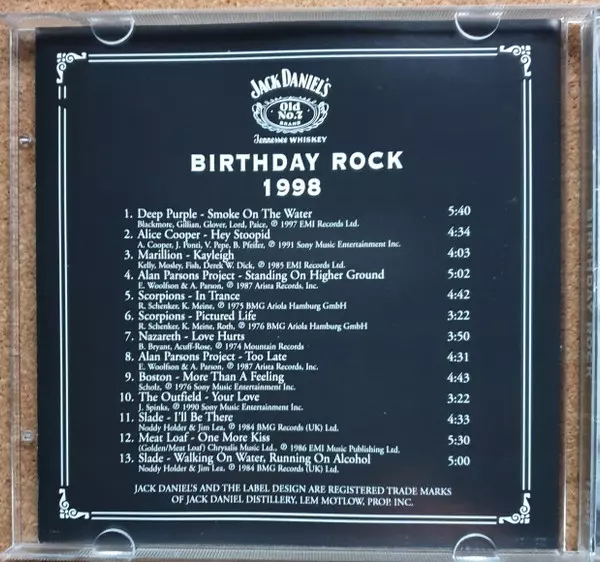 JACK DANIEL'S
Old
No.7
BRAND
Tennessee WHISKEY
BIRTHDAY ROCK
1998
1. Deep Purple - Smoke On The Water 5:40
Blackmore, Gillian, Glover, Lord, Paice, ℗ 1997 EMI Records Ltd.
2. Alice Cooper - Hey Stoopid 4:34
A. Cooper, J. Ponti, V. Pepe, B. Pfeifer, ℗ 1991 Sony Music Entertainment Inc.
3. Marillion - Kayleigh 4:03
Kelly, Mosley, Fish, Derek W. Dick, ℗ 1985 EMI Records Ltd.
4. Alan Parsons Project - Standing On Higher Ground 5:02
E. Woolfson & A. Parson, ℗ 1987 Arista Records, Inc.
5. Scorpions - In Trance 4:42
R. Schenker, K. Meine, ℗ 1975 BMG Ariola Hamburg GmbH
6. Scorpions - Pictured Life 3:22
R. Schenker, K. Meine, Roth, ℗ 1976 BMG Ariola Hamburg GmbH
7. Nazareth - Love Hurts 3:50
B. Bryant, Acuff-Rose, ℗ 1974 Mountain Records
8. Alan Parsons Project - Too Late 4:31
E. Woolfson & A. Parson, ℗ 1987 Arista Records, Inc.
9. Boston - More Than A Feeling 4:43
Scholz, ℗ 1976 Sony Music Entertainment Inc.
10. The Outfield - Your Love 3:22
J. Spinks, ℗ 1990 Sony Music Entertainment Inc.
11. Slade - I'll Be There 4:33
Noddy Holder & Jim Lea, ℗ 1984 BMG Records (UK) Ltd.
12. Meat Loaf - One More Kiss 5:30
(Golden/Meat Loaf) Chrysalis Music Ltd., ℗ 1986 EMI Music Publishing Ltd.
13. Slade - Walking On Water, Running On Alcohol 5:00
Noddy Holder & Jim Lea, ℗ 1984 BMG Records (UK) Ltd.
JACK DANIEL'S AND THE LABEL DESIGN ARE REGISTERED TRADE MARKS
OF JACK DANIEL DISTILLERY, LEM MOTLOW, PROP. INC.